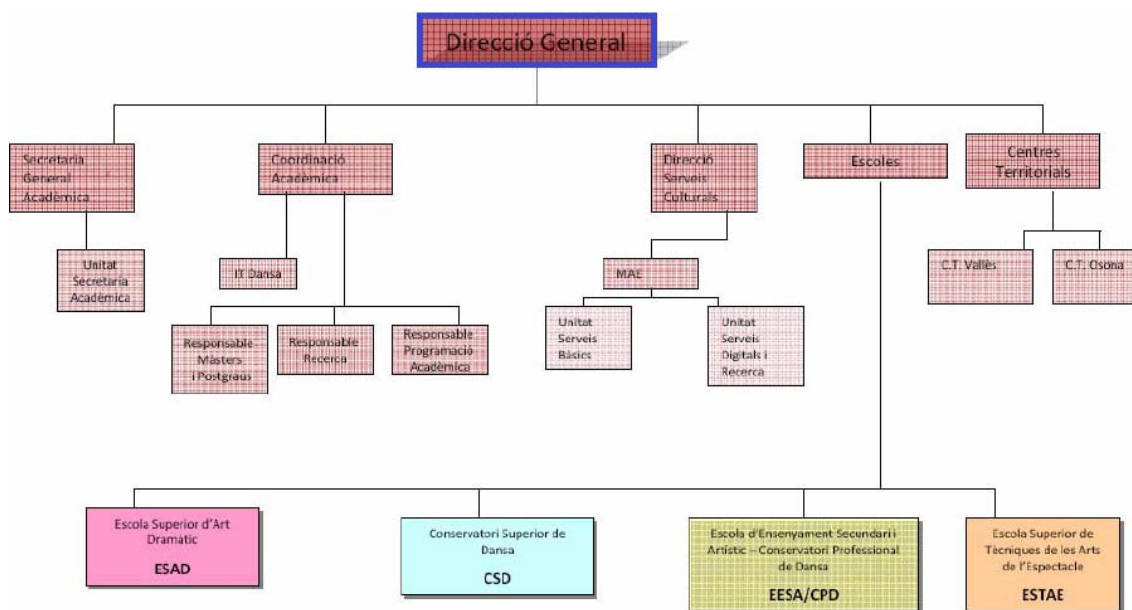 Direcció General
Secretaria
General
Acadèmica
Coordinació
Acadèmica
Direcció
Serveis
Culturals
Escoles
Centres
Territorials
Unitat
Secretaria
Acadèmica
IT Dansa
MAE
C.T. Vallès
C.T. Osona
Responsable
Màsters
i Postgraus
Responsable
Recerca
Responsable
Programació
Acadèmica
Unitat
Serveis
Bàsics
Unitat
Serveis
Digitals i
Recerca
Escola Superior d'Art
Dramàtic
ESAD
Conservatori Superior de
Dansa
CSD
Escola d'Ensenyament Secundari i
Artístic – Conservatori Professional
de Dansa
EESA/CPD
Escola Superior de
Tècniques de les Arts
de l'Espectacle
ESTAE